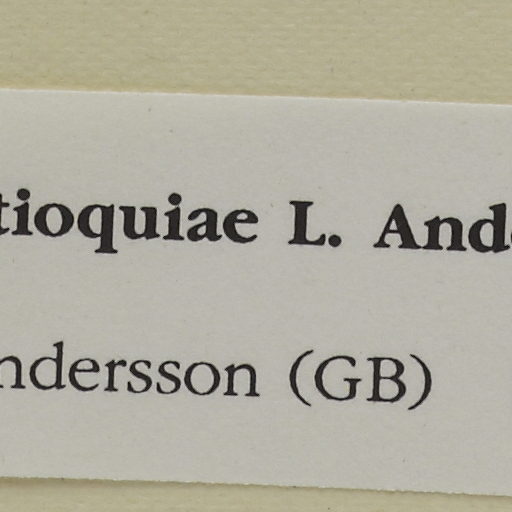 tioquiae L. And
ndersson (GB)